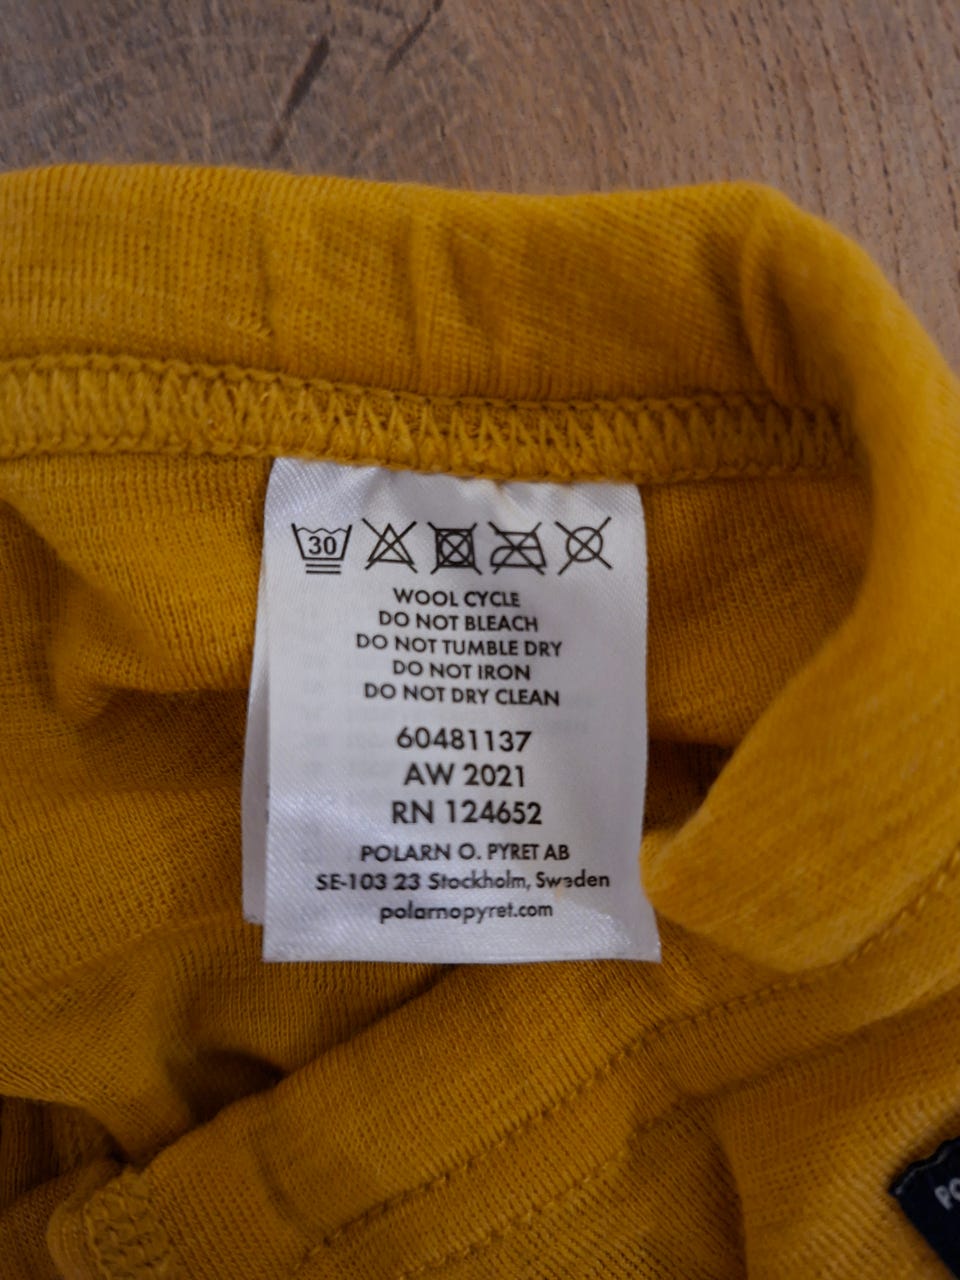 30
WOOL CYCLE
DO NOT BLEACH
DO NOT TUMBLE DRY
DO NOT IRON
DO NOT DRY CLEAN
60481137
AW 2021
RN 124652
POLARN O. PYRET AB
SE-103 23 Stockholm, Sweden
polarnopyret.com